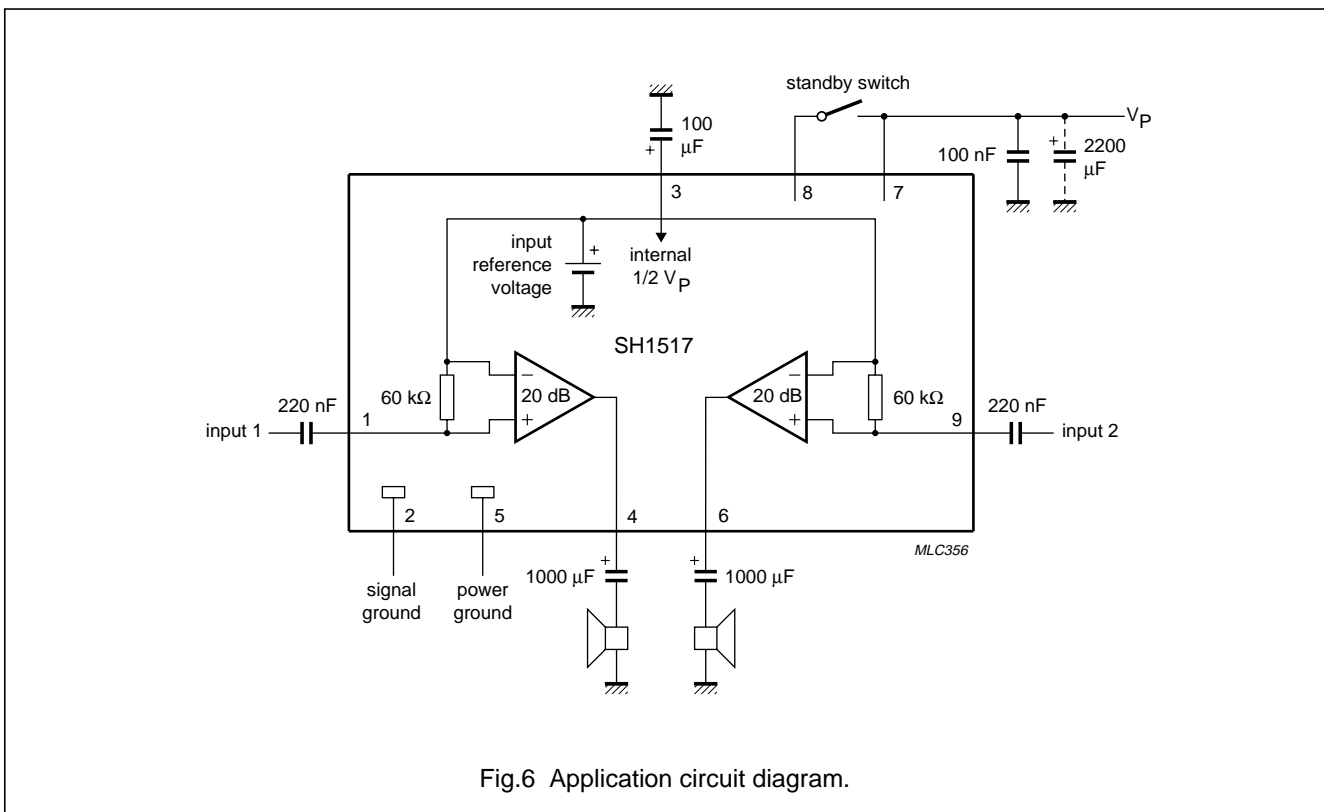 standby switch
100
μF
+
V
P
100 nF
+
2200
μF
3
8
7
input
reference
voltage
+
internal
1/2 V
P
SH1517
60 kΩ
−
+
20 dB
20 dB
−
+
60 kΩ
220 nF
input 1
1
9
220 nF
input 2
2
5
4
6
MLC356
signal
ground
power
ground
+
1000 μF
+
1000 μF
Fig.6 Application circuit diagram.